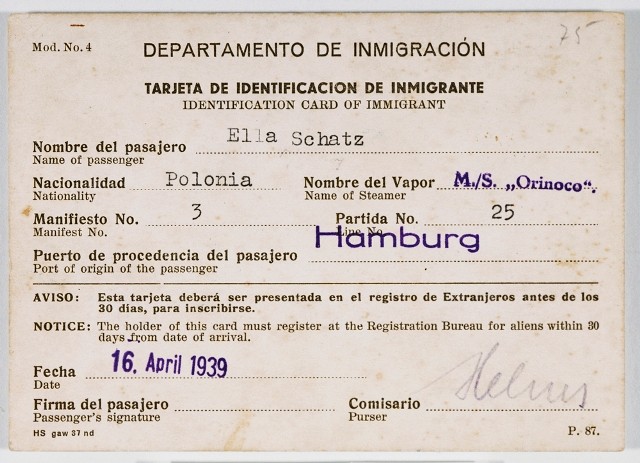 75
Mod. No. 4
DEPARTAMENTO DE INMIGRACIÓN
TARJETA DE IDENTIFICACION DE INMIGRANTE
IDENTIFICATION CARD OF IMMIGRANT
Nombre del pasajero Ella Schatz
Name of passenger
Nacionalidad Polonia Nombre del Vapor M./S. „Orinoco“.
Nationality Name of Steamer
Manifiesto No. 3 Partida No. 25
Manifest No. Line No.
Puerto de procedencia del pasajero Hamburg
Port of origin of the passenger
AVISO: Esta tarjeta deberá ser presentada en el registro de Extranjeros antes de los
30 días, para inscribirse.
NOTICE: The holder of this card must register at the Registration Bureau for aliens within 30
days from date of arrival.
Fecha 16. April 1939
Date
Firma del pasajero Comisario
Passenger's signature Purser
HS gaw 37 nd P. 87.